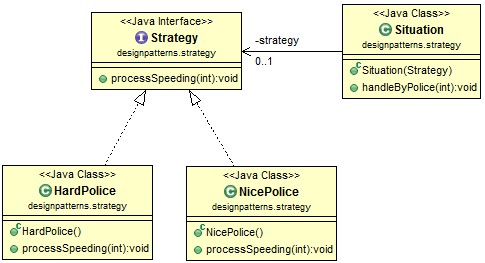 <<Java Interface>>
I Strategy
designpatterns.strategy
processSpeeding(int):void
-strategy
0..1
<<Java Class>>
C Situation
designpatterns.strategy
c Situation(Strategy)
handleByPolice(int):void
<<Java Class>>
C HardPolice
designpatterns.strategy
c HardPolice()
processSpeeding(int):void
<<Java Class>>
C NicePolice
designpatterns.strategy
c NicePolice()
processSpeeding(int):void